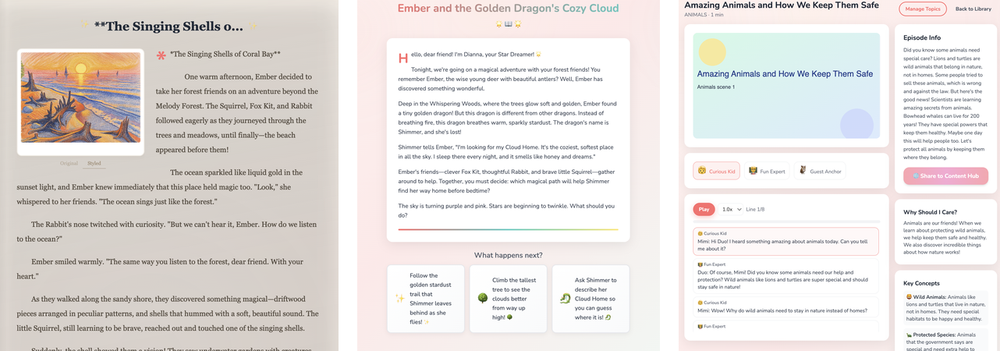 **The Singing Shells o...
*The Singing Shells of Coral Bay**
One warm afternoon, Ember decided to
take her forest friends on an adventure beyond the
Melody Forest. The Squirrel, Fox Kit, and Rabbit
followed eagerly as they journeyed through the
trees and meadows, until finally—the beach
appeared before them!
Original Styled
The ocean sparkled like liquid gold in the
sunset light, and Ember knew immediately that this place held magic too. "Look," she
whispered to her friends. "The ocean sings just like the forest."
The Rabbit's nose twitched with curiosity. "But we can't hear it, Ember. How do we listen
to the ocean?"
Ember smiled warmly. "The same way you listen to the forest, dear friend. With your
heart."
As they walked along the sandy shore, they discovered something magical—driftwood
pieces arranged in peculiar patterns, and shells that hummed with a soft, beautiful sound. The
little Squirrel, still learning to be brave, reached out and touched one of the singing shells.
Suddenly, the shell showed them a vision! They saw underwater gardens with creatures
Ember and the Golden Dragon's Cozy Cloud
Hello, dear friend! I'm Dianna, your Star Dreamer!
Tonight, we're going on a magical adventure with your forest friends! You
remember Ember, the wise young deer with beautiful antlers? Well, Ember has
discovered something wonderful.
Deep in the Whispering Woods, where the trees glow soft and golden, Ember found
a tiny golden dragon! But this dragon is different from other dragons. Instead of
breathing fire, this dragon breathes warm, sparkly stardust. The dragon's name is
Shimmer, and she's lost!
Shimmer tells Ember, "I'm looking for my Cloud Home. It's the coziest, softest place
in all the sky. I sleep there every night, and it smells like honey and dreams."
Ember's friends—clever Fox Kit, thoughtful Rabbit, and brave little Squirrel—gather
around to help. Together, you must decide: which magical path will help Shimmer
find her way home before bedtime?
The sky is turning purple and pink. Stars are beginning to twinkle. What should you
do?
What happens next?
Follow the
golden stardust
trail that
Shimmer leaves
behind as she
flies!
Climb the tallest
tree to see the
clouds better
from way up
high!
Ask Shimmer to
describe her
Cloud Home so
you can guess
where it is!
Amazing Animals and How We Keep Them Safe
ANIMALS · 1 min
Manage Topics
Back to Library
Amazing Animals and How We Keep Them Safe
Animals scene 1
Curious Kid
Fun Expert
Guest Anchor
Play
1.0x
Line 1/8
Curious Kid
Mimi: Hi Duo! I heard something amazing about animals today. Can you tell
me about it?
Fun Expert
Duo: Of course, Mimi! Did you know some animals need our help and
protection? Wild animals like lions and turtles are super special and should
stay safe in nature!
Curious Kid
Mimi: Wow! Why do wild animals need to stay in nature instead of homes?
Fun Expert
Episode Info
Did you know some animals need
special care? Lions and turtles are
wild animals that belong in nature,
not in homes. Some people tried to
sell these animals, which is wrong
and against the law. But here's the
good news! Scientists are learning
amazing secrets from animals.
Bowhead whales can live for 200
years! They have special powers that
keep them healthy. Maybe one day
this will help people too. Let's
protect all animals by keeping them
where they belong.
Share to Content Hub
Why Should I Care?
Animals are our friends! When we
learn about protecting wild animals,
we help keep them safe and healthy.
We also discover incredible things
about how nature works!
Key Concepts
Wild Animals: Animals
like lions and turtles that live in nature,
not in homes. They need special
habitats to be happy and healthy.
Protected Species: Animals
that the government says are
special and need extra help to